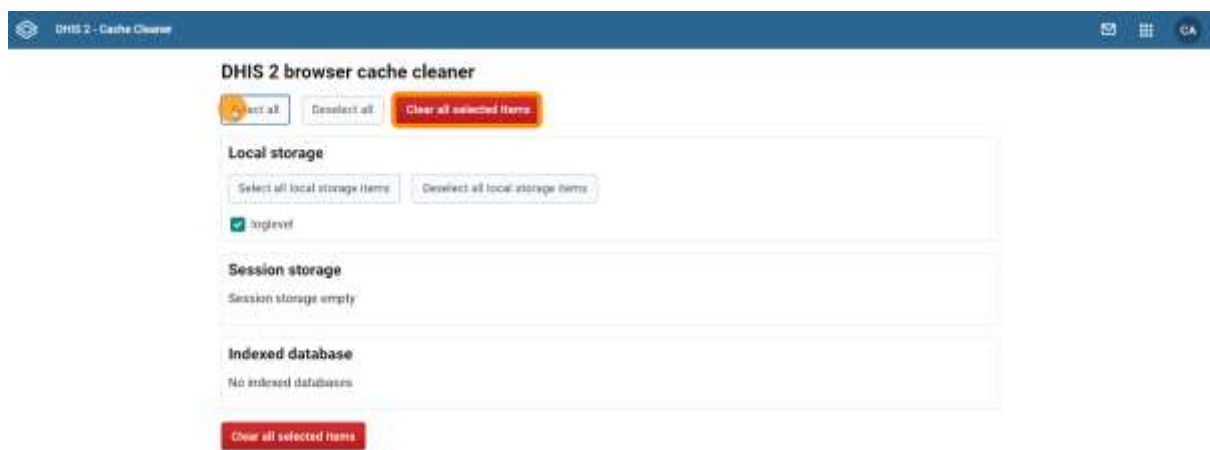 DHIS 2 - Cache Cleaner
CA
DHIS 2 browser cache cleaner
Select all Deselect all Clear all selected items
Local storage
Select all local storage items Deselect all local storage items
loglevel
Session storage
Session storage empty
Indexed database
No indexed databases
Clear all selected items